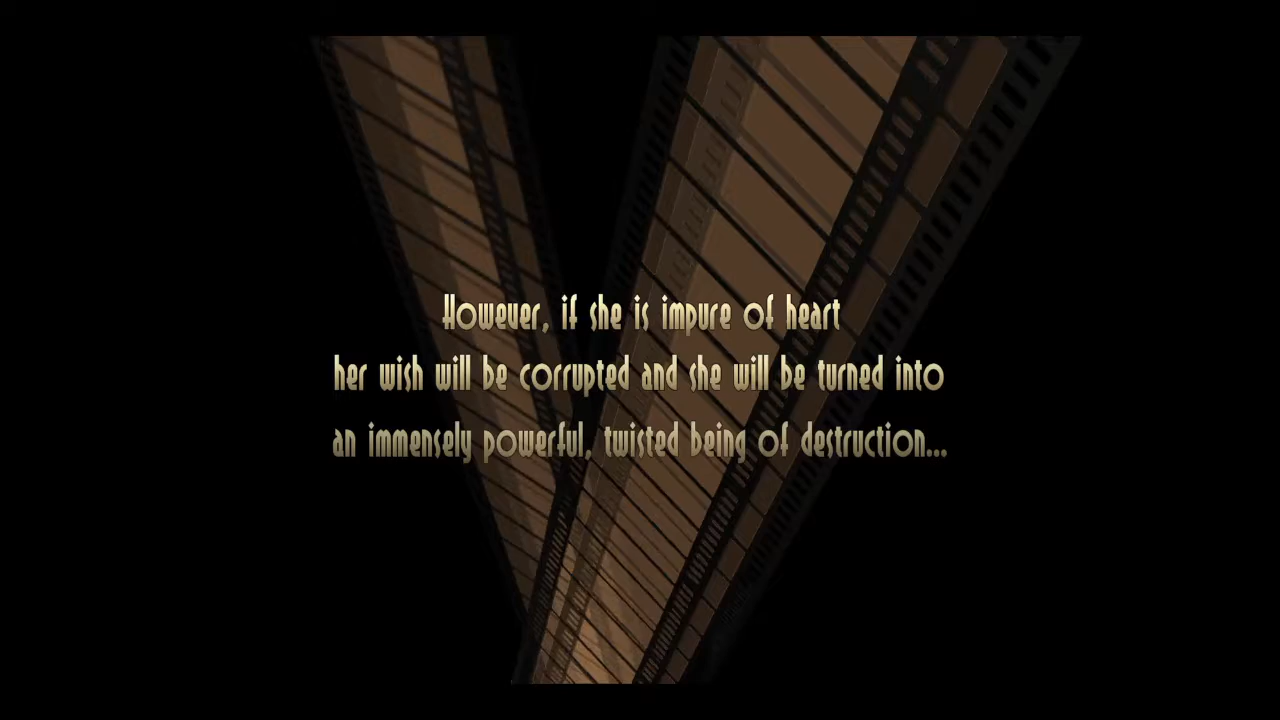 However, if she is impure of heart
her wish will be corrupted and she will be turned into
an immensely powerful, twisted being of destruction...